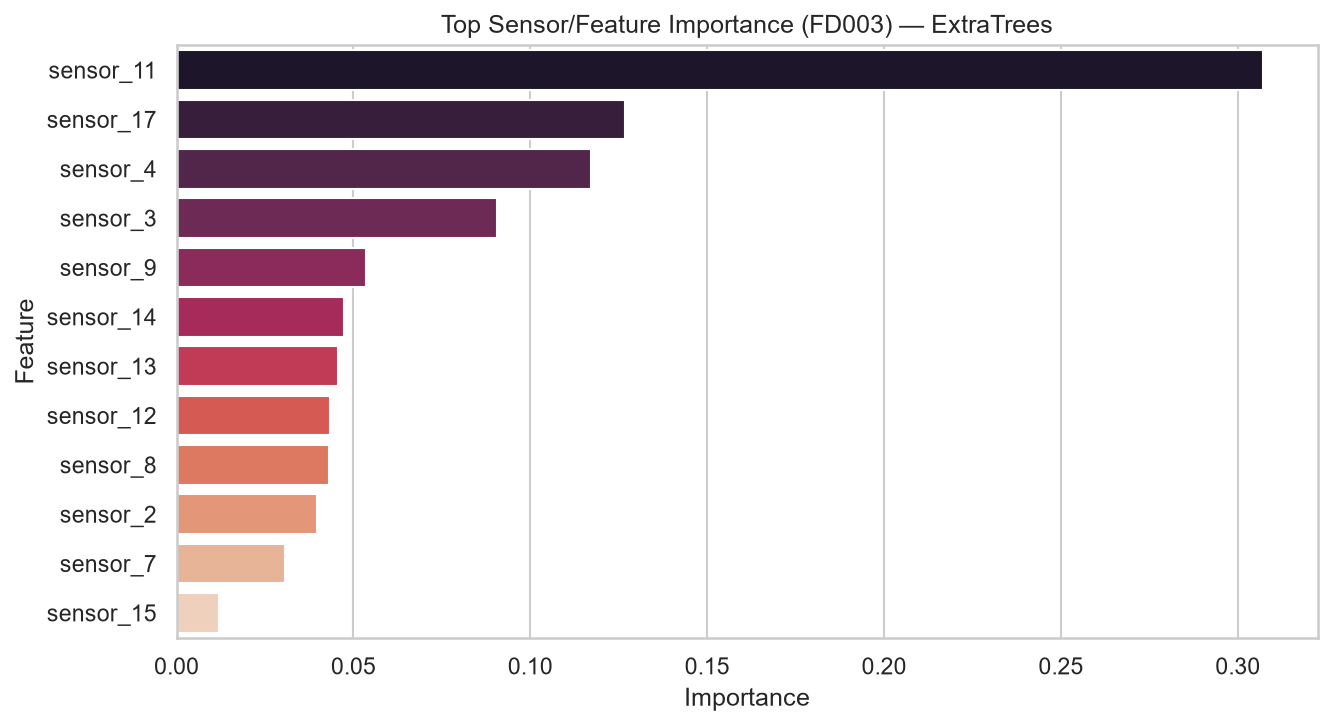 Top Sensor/Feature Importance (FD003) — ExtraTrees
Feature
sensor_11
sensor_17
sensor_4
sensor_3
sensor_9
sensor_14
sensor_13
sensor_12
sensor_8
sensor_2
sensor_7
sensor_15
0.00 0.05 0.10 0.15 0.20 0.25 0.30
Importance